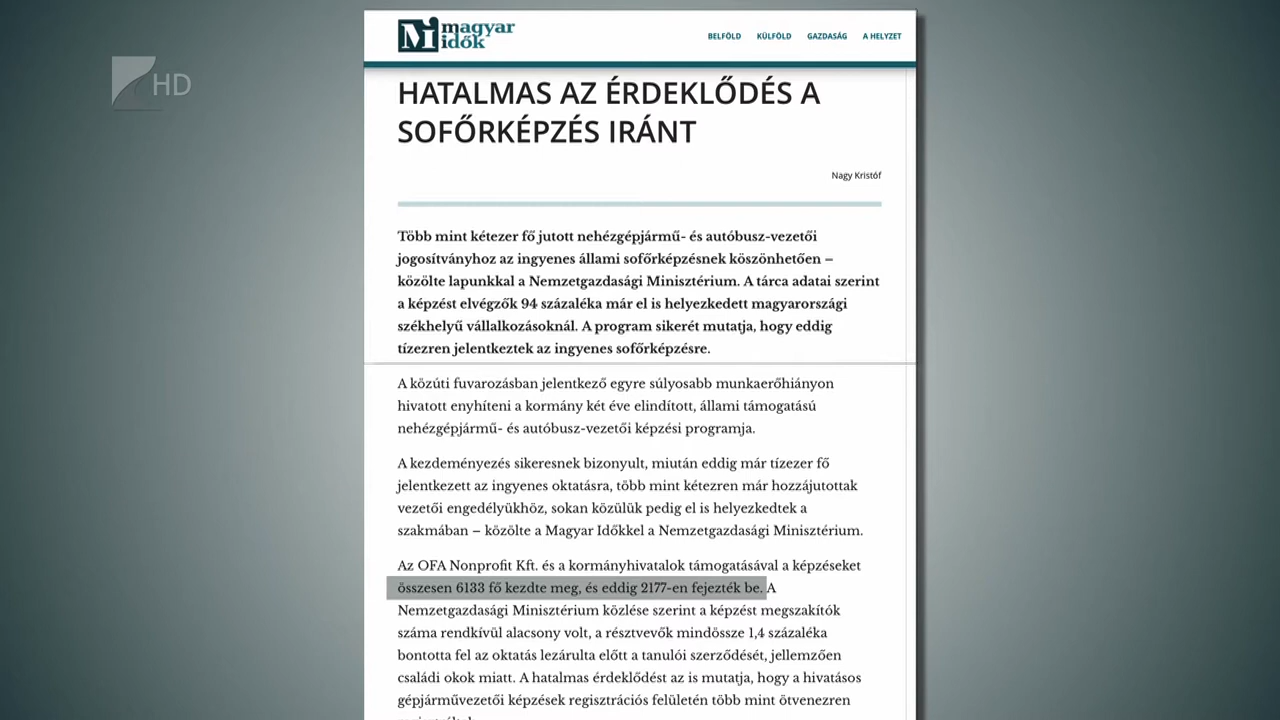 magyar
idők
BELFÖLD KÜLFÖLD GAZDASÁG A HELYZET
HD
HATALMAS AZ ÉRDEKLŐDÉS A
SOFŐRKÉPZÉS IRÁNT
Nagy Kristóf
Több mint kétezer fő jutott nehézgépjármű- és autóbusz-vezetői
jogosítványhoz az ingyenes állami sofőrképzésnek köszönhetően –
közölte lapunkkal a Nemzetgazdasági Minisztérium. A tárca adatai szerint
a képzést elvégzők 94 százaléka már el is helyezkedett magyarországi
székhelyű vállalkozásoknál. A program sikerét mutatja, hogy eddig
tízezren jelentkeztek az ingyenes sofőrképzésre.
A közúti fuvarozásban jelentkező egyre súlyosabb munkaerőhiányon
hivatott enyhíteni a kormány két éve elindított, állami támogatású
nehézgépjármű- és autóbusz-vezetői képzési programja.
A kezdeményezés sikeresnek bizonyult, miután eddig már tízezer fő
jelentkezett az ingyenes oktatásra, több mint kétezren már hozzájutottak
vezetői engedélyükhöz, sokan közülük pedig el is helyezkedtek a
szakmában – közölte a Magyar Időkkel a Nemzetgazdasági Minisztérium.
Az OFA Nonprofit Kft. és a kormányhivatalok támogatásával a képzéseket
összesen 6133 fő kezdte meg, és eddig 2177-en fejezték be. A
Nemzetgazdasági Minisztérium közlése szerint a képzést megszakítók
száma rendkívül alacsony volt, a résztvevők mindössze 1,4 százaléka
bontotta fel az oktatás lezárulta előtt a tanulói szerződését, jellemzően
családi okok miatt. A hatalmas érdeklődést az is mutatja, hogy a hivatásos
gépjárművezetői képzések regisztrációs felületén több mint ötvenezren